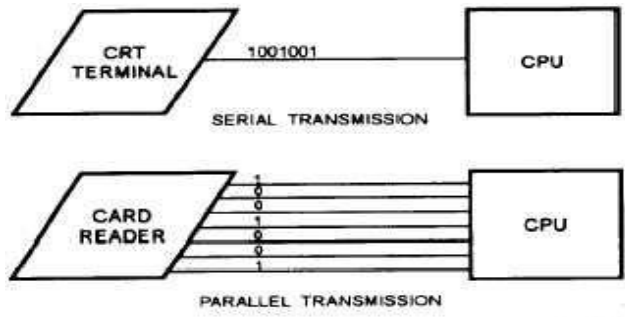 CRT
TERMINAL
1001001
CPU
SERIAL TRANSMISSION
CARD
READER
1
0
0
1
0
0
1
CPU
PARALLEL TRANSMISSION